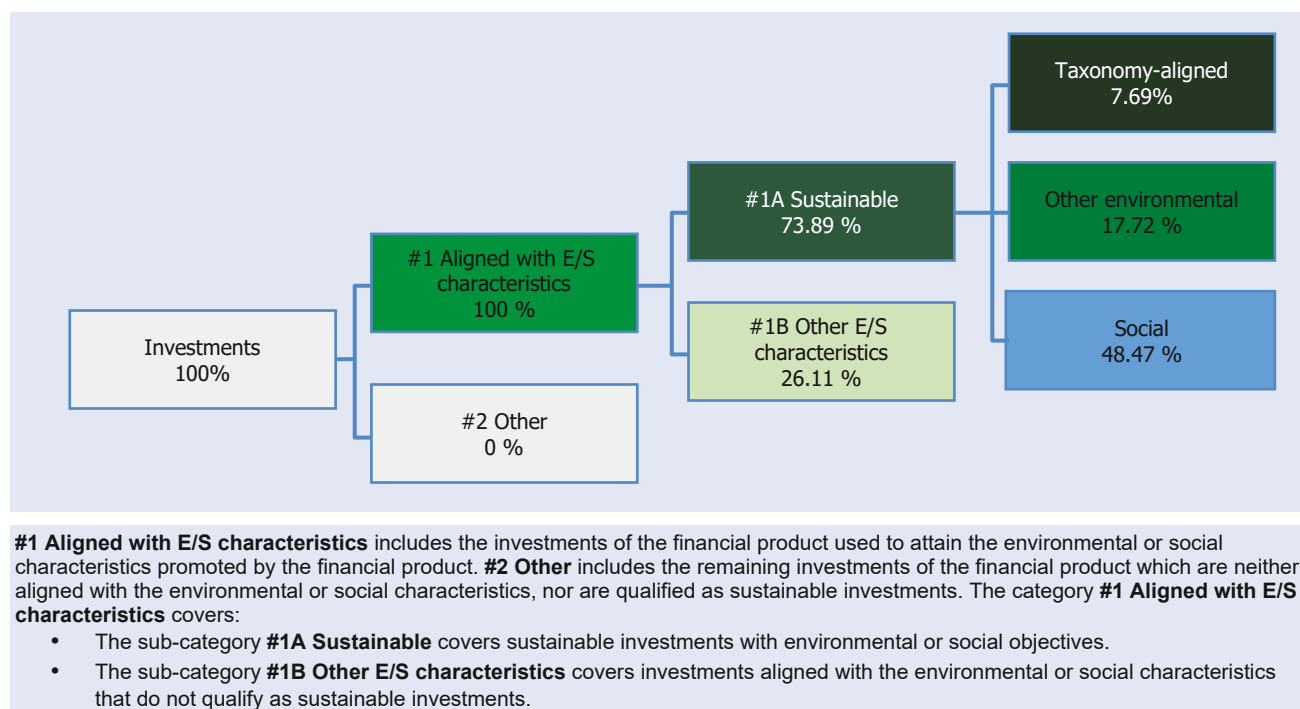 Taxonomy-aligned
7.69%
#1A Sustainable
73.89 %
Other environmental
17.72 %
#1 Aligned with E/S
characteristics
100 %
#1B Other E/S
characteristics
26.11 %
Social
48.47 %
Investments
100%
#2 Other
0 %
#1 Aligned with E/S characteristics includes the investments of the financial product used to attain the environmental or social
characteristics promoted by the financial product. #2 Other includes the remaining investments of the financial product which are neither
aligned with the environmental or social characteristics, nor are qualified as sustainable investments. The category #1 Aligned with E/S
characteristics covers:
• The sub-category #1A Sustainable covers sustainable investments with environmental or social objectives.
• The sub-category #1B Other E/S characteristics covers investments aligned with the environmental or social characteristics
that do not qualify as sustainable investments.